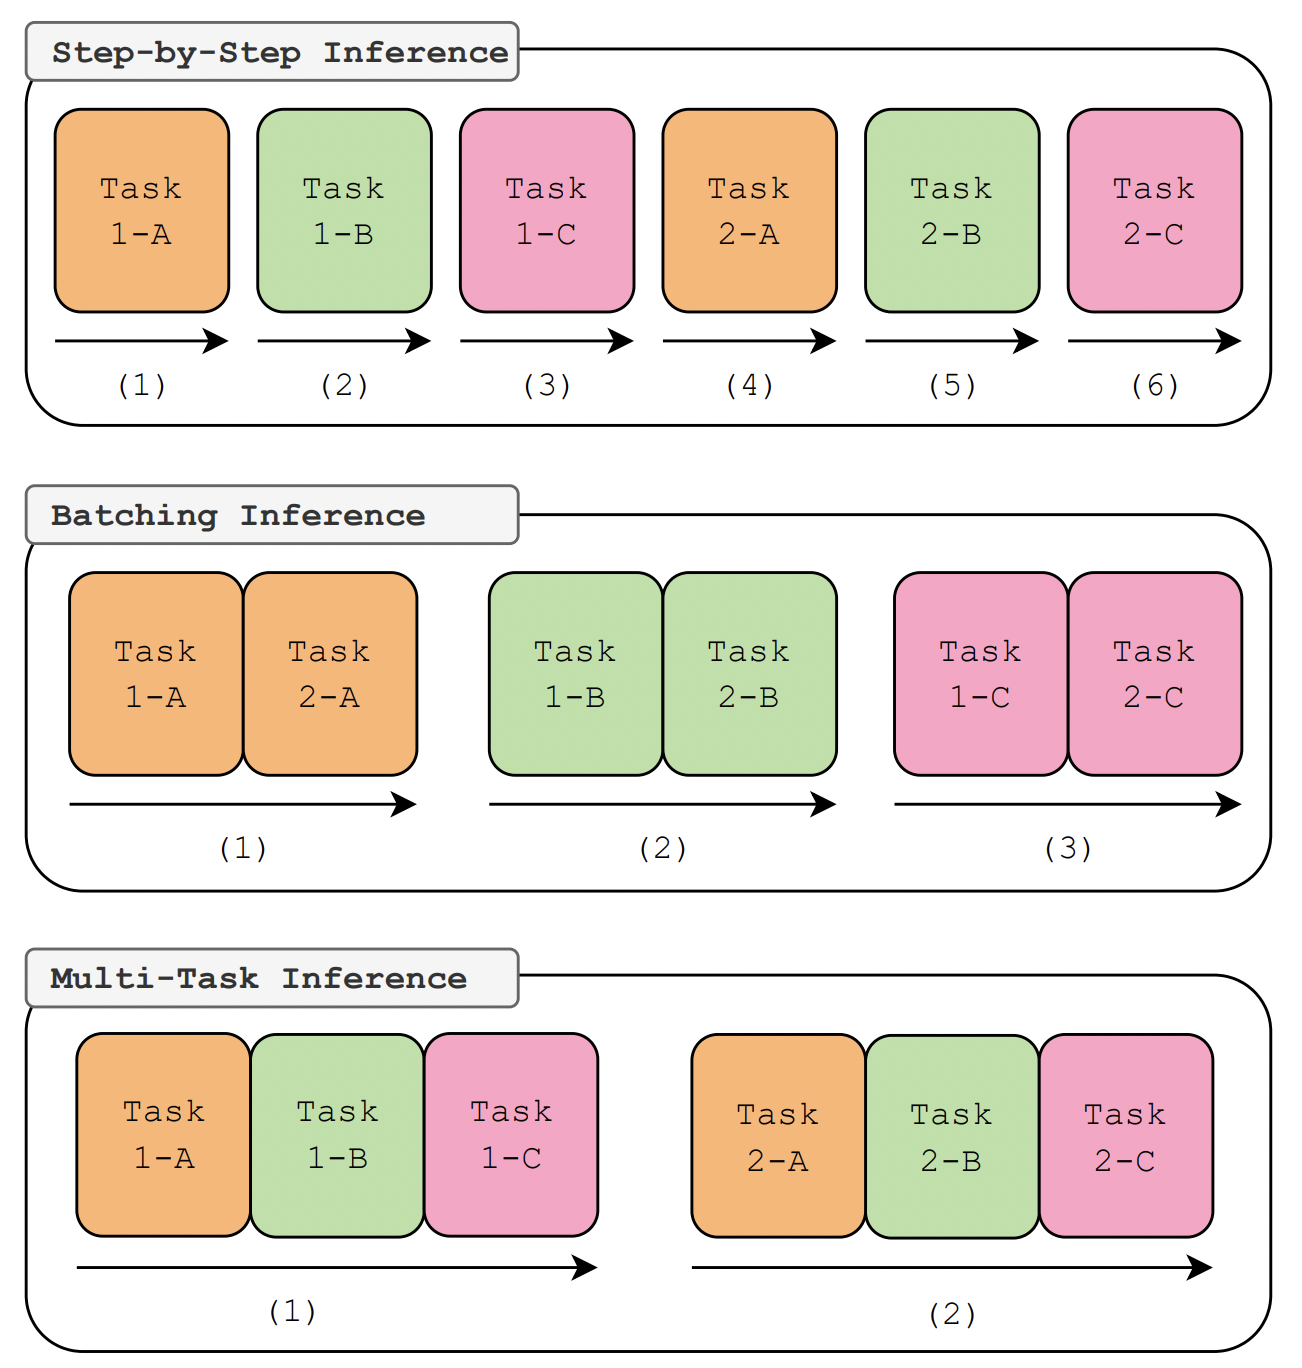 Step-by-Step Inference
Task
1-A
Task
1-B
Task
1-C
Task
2-A
Task
2-B
Task
2-C
(1)
(2)
(3)
(4)
(5)
(6)
Batching Inference
Task
1-A
Task
2-A
Task
1-B
Task
2-B
Task
1-C
Task
2-C
(1)
(2)
(3)
Multi-Task Inference
Task
1-A
Task
1-B
Task
1-C
Task
2-A
Task
2-B
Task
2-C
(1)
(2)